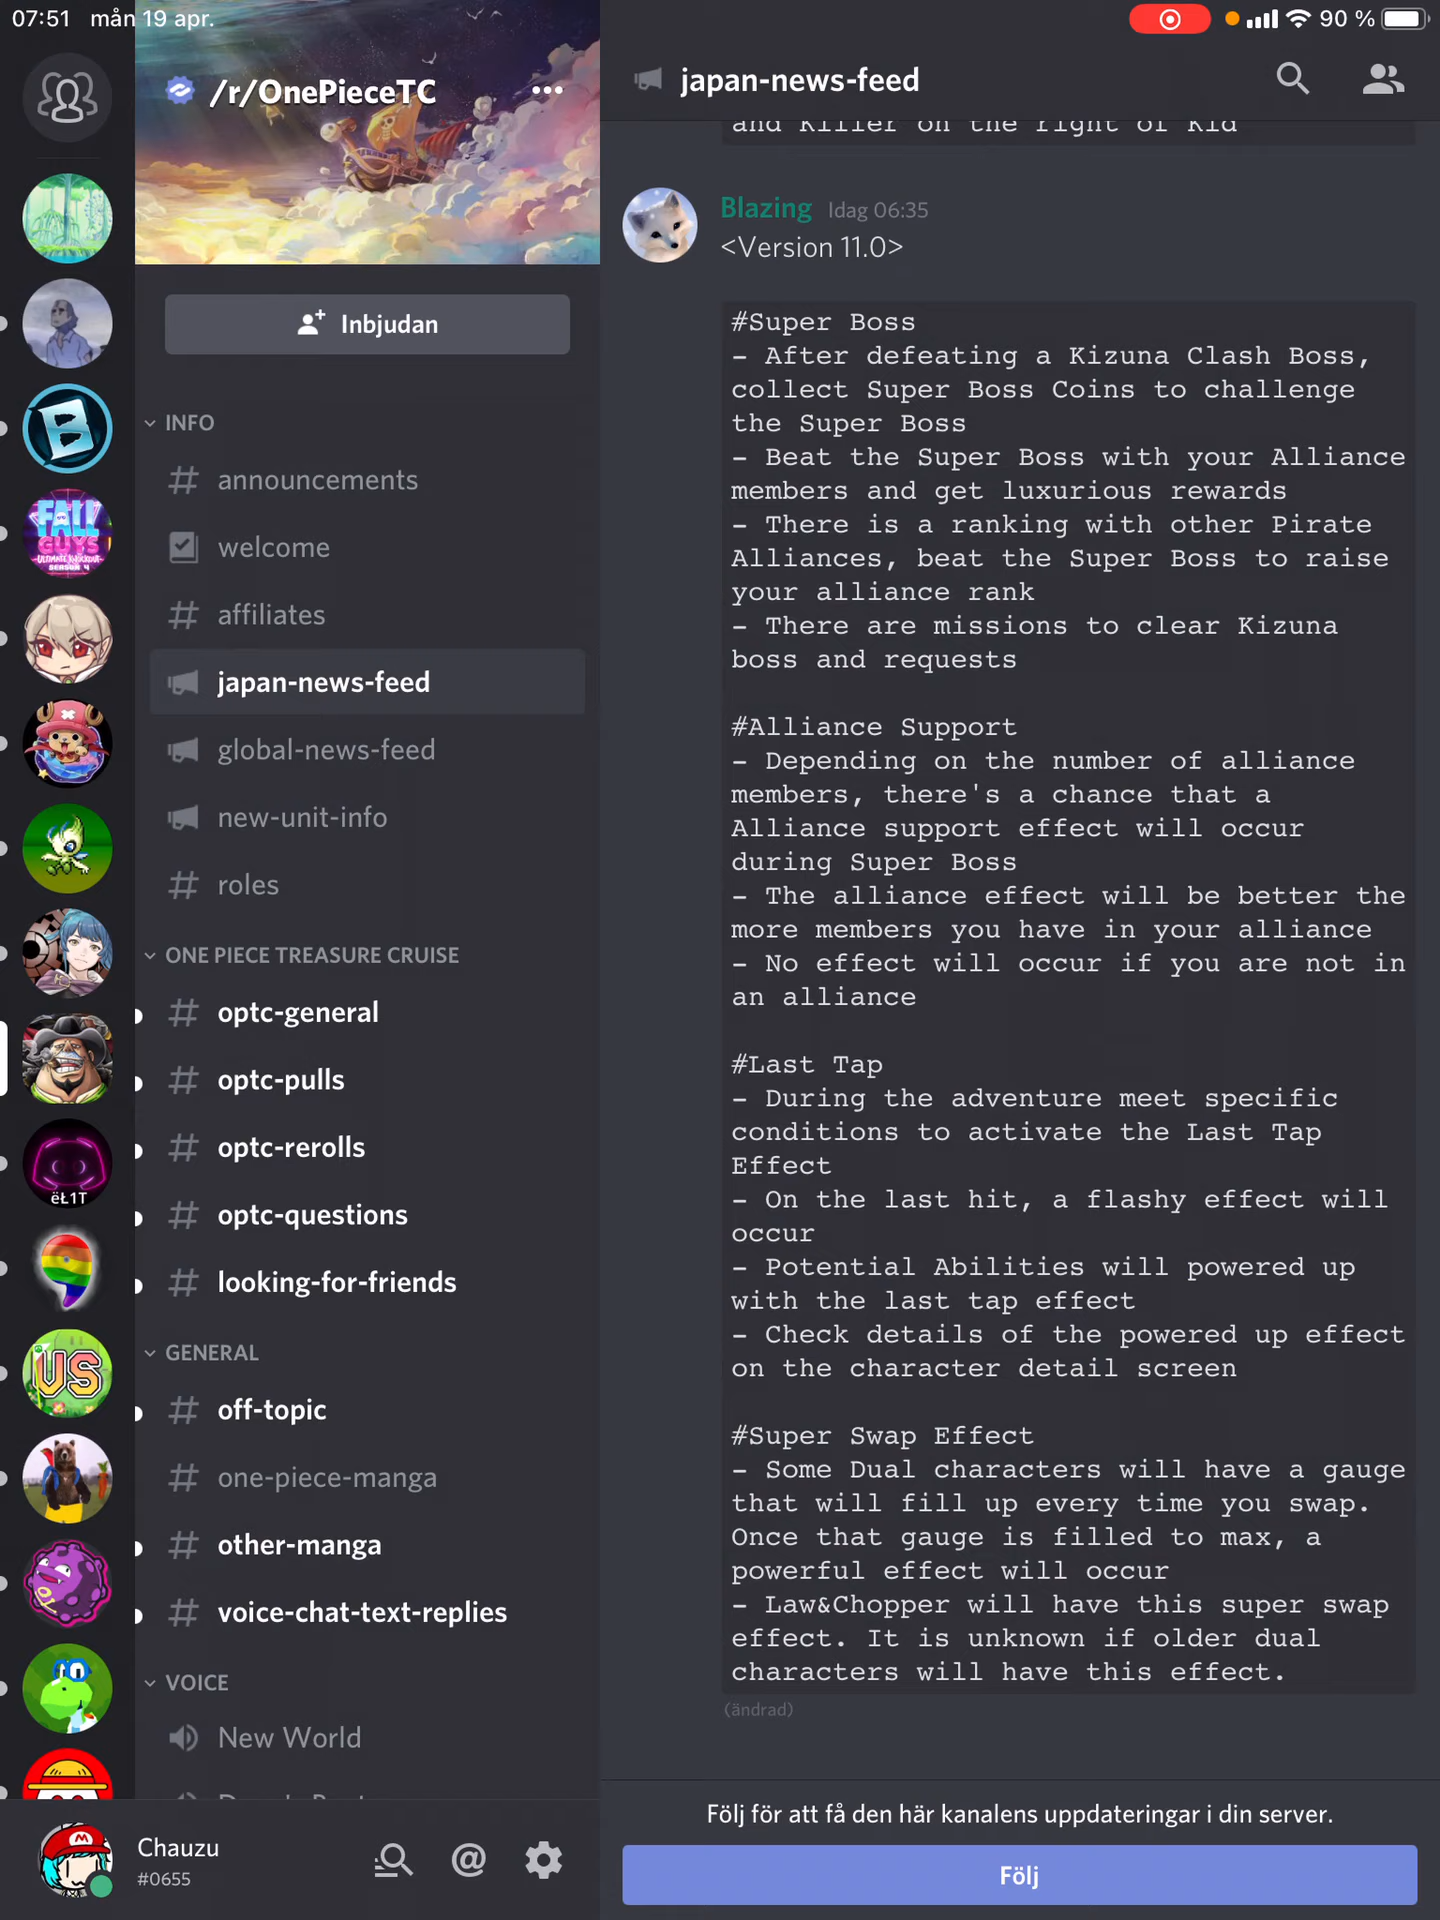 07:51 mån 19 apr.
90 %
/r/OnePieceTC
Inbjudan
INFO
announcements
welcome
affiliates
japan-news-feed
global-news-feed
new-unit-info
roles
ONE PIECE TREASURE CRUISE
optc-general
optc-pulls
optc-rerolls
optc-questions
looking-for-friends
GENERAL
off-topic
one-piece-manga
other-manga
voice-chat-text-replies
VOICE
New World
B
FALL
GUYS
ULTIMATE KNOCKOUT
SEASON 4
ëŁ1T
VS
M
Chauzu
#0655
japan-news-feed
and Killer on the right of Kid
Blazing Idag 06:35
<Version 11.0>
#Super Boss
- After defeating a Kizuna Clash Boss,
collect Super Boss Coins to challenge
the Super Boss
- Beat the Super Boss with your Alliance
members and get luxurious rewards
- There is a ranking with other Pirate
Alliances, beat the Super Boss to raise
your alliance rank
- There are missions to clear Kizuna
boss and requests
#Alliance Support
- Depending on the number of alliance
members, there's a chance that a
Alliance support effect will occur
during Super Boss
- The alliance effect will be better the
more members you have in your alliance
- No effect will occur if you are not in
an alliance
#Last Tap
- During the adventure meet specific
conditions to activate the Last Tap
Effect
- On the last hit, a flashy effect will
occur
- Potential Abilities will powered up
with the last tap effect
- Check details of the powered up effect
on the character detail screen
#Super Swap Effect
- Some Dual characters will have a gauge
that will fill up every time you swap.
Once that gauge is filled to max, a
powerful effect will occur
- Law&Chopper will have this super swap
effect. It is unknown if older dual
characters will have this effect.
(ändrad)
Följ för att få den här kanalens uppdateringar i din server.
Följ